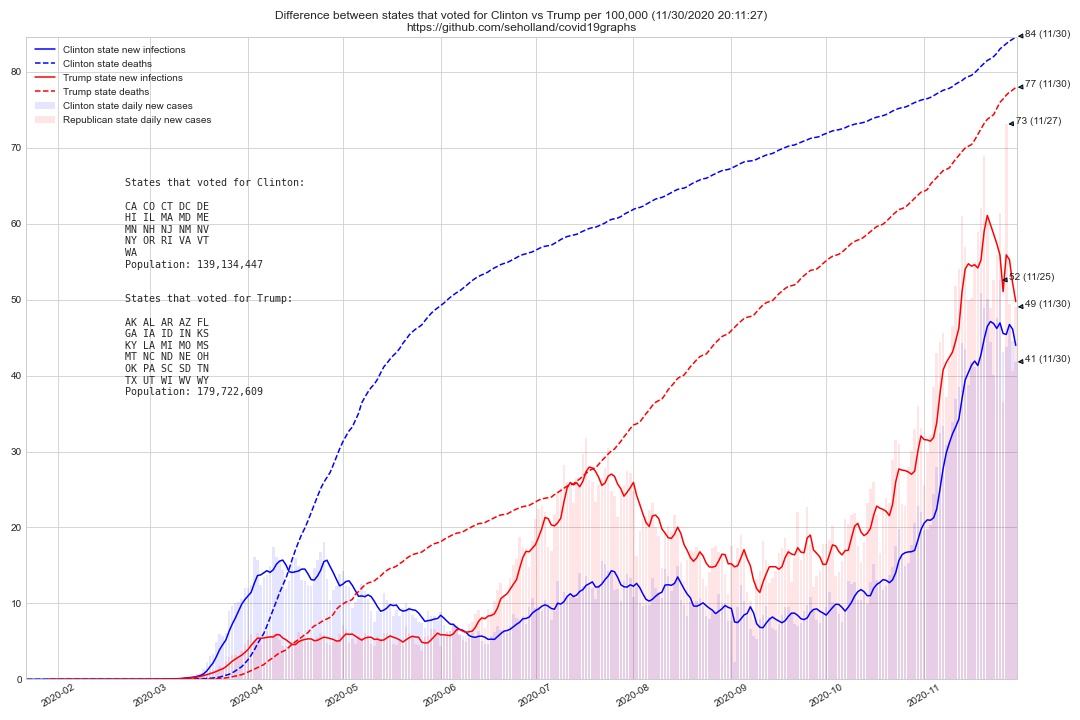 Difference between states that voted for Clinton vs Trump per 100,000 (11/30/2020 20:11:27)
https://github.com/seholland/covid19graphs
Clinton state new infections
Clinton state deaths
Trump state new infections
Trump state deaths
Clinton state daily new cases
Republican state daily new cases
84 (11/30)
77 (11/30)
73 (11/27)
52 (11/25)
49 (11/30)
41 (11/30)
States that voted for Clinton:
CA CO CT DC DE
HI IL MA MD ME
MN NH NJ NM NV
NY OR RI VA VT
WA
Population: 139,134,447
States that voted for Trump:
AK AL AR AZ FL
GA IA ID IN KS
KY LA MI MO MS
MT NC ND NE OH
OK PA SC SD TN
TX UT WI WV WY
Population: 179,722,609
80
70
60
50
40
30
20
10
0
2020-02
2020-03
2020-04
2020-05
2020-06
2020-07
2020-08
2020-09
2020-10
2020-11